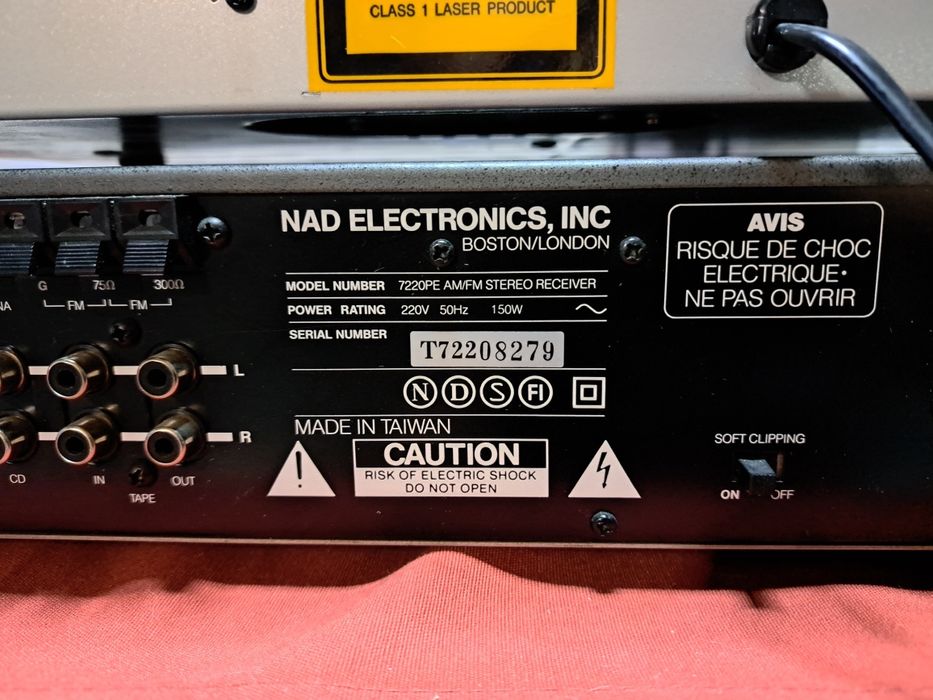 CLASS 1 LASER PRODUCT
NAD ELECTRONICS, INC
BOSTON/LONDON
MODEL NUMBER 7220PE AM/FM STEREO RECEIVER
POWER RATING 220V 50Hz 150W
SERIAL NUMBER T72208279
N D S FI
MADE IN TAIWAN
CAUTION
RISK OF ELECTRIC SHOCK
DO NOT OPEN
AVIS
RISQUE DE CHOC
ELECTRIQUE•
NE PAS OUVRIR
SOFT CLIPPING
ON OFF
G 75Ω 300Ω
FM FM
L
R
CD IN OUT
TAPE